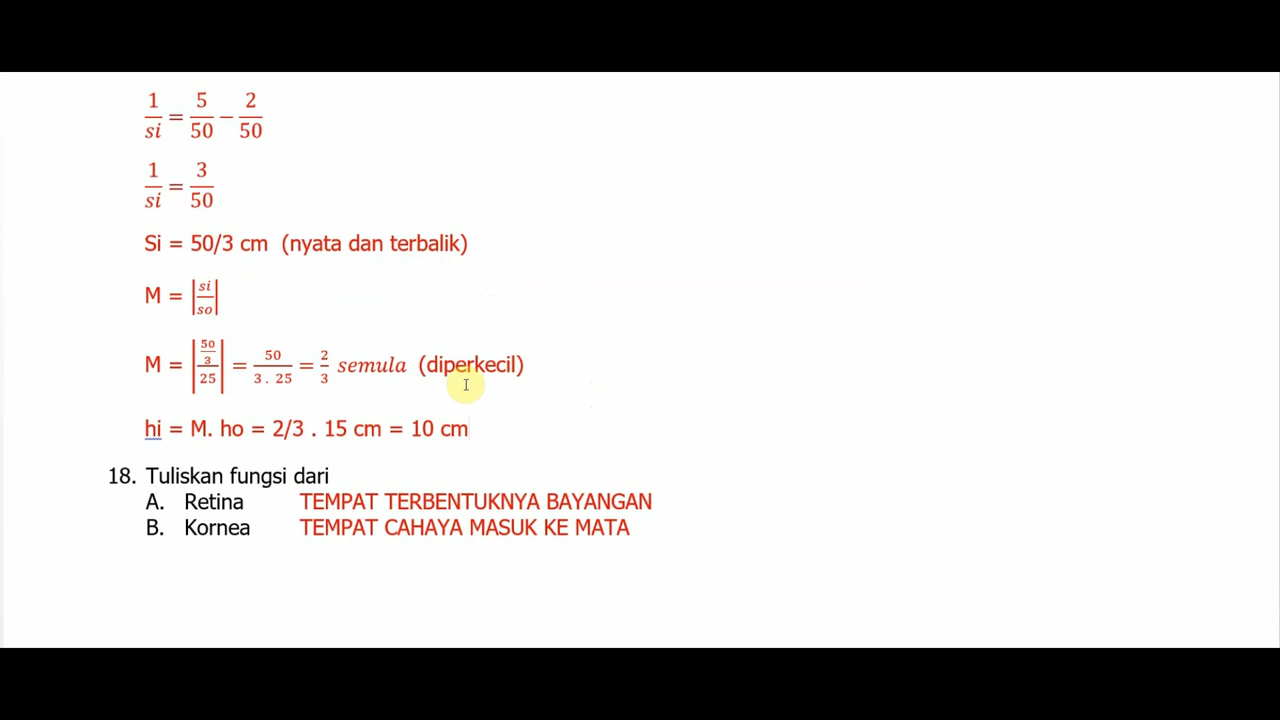 1/si = 5/50 − 2/50
1/si = 3/50
Si = 50/3 cm (nyata dan terbalik)
M = |si/so|
M = |50/3/25| = 50/3 . 25 = 2/3 semula (diperkecil)
hi = M. ho = 2/3 . 15 cm = 10 cm
18. Tuliskan fungsi dari
A. Retina TEMPAT TERBENTUKNYA BAYANGAN
B. Kornea TEMPAT CAHAYA MASUK KE MATA